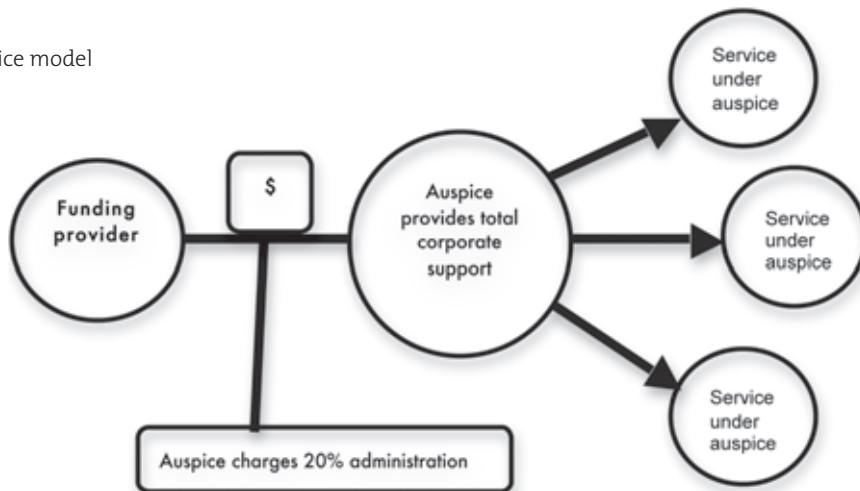 ice model
Funding
provider
$
Auspice
provides total
corporate
support
Service
under
auspice
Service
under
auspice
Service
under
auspice
Auspice charges 20% administration